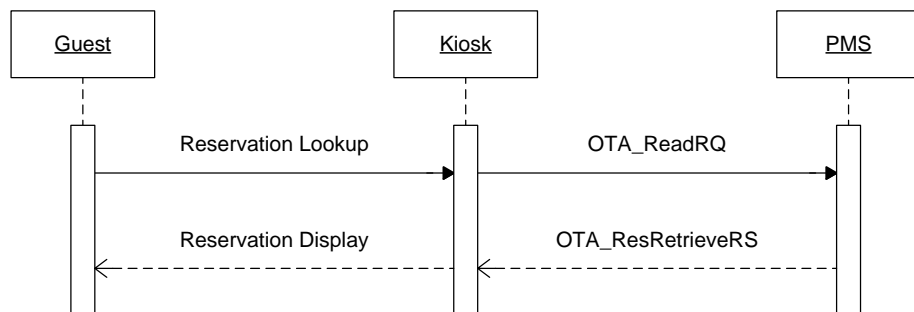 Guest
Kiosk
PMS
Reservation Lookup
OTA_ReadRQ
Reservation Display
OTA_ResRetrieveRS